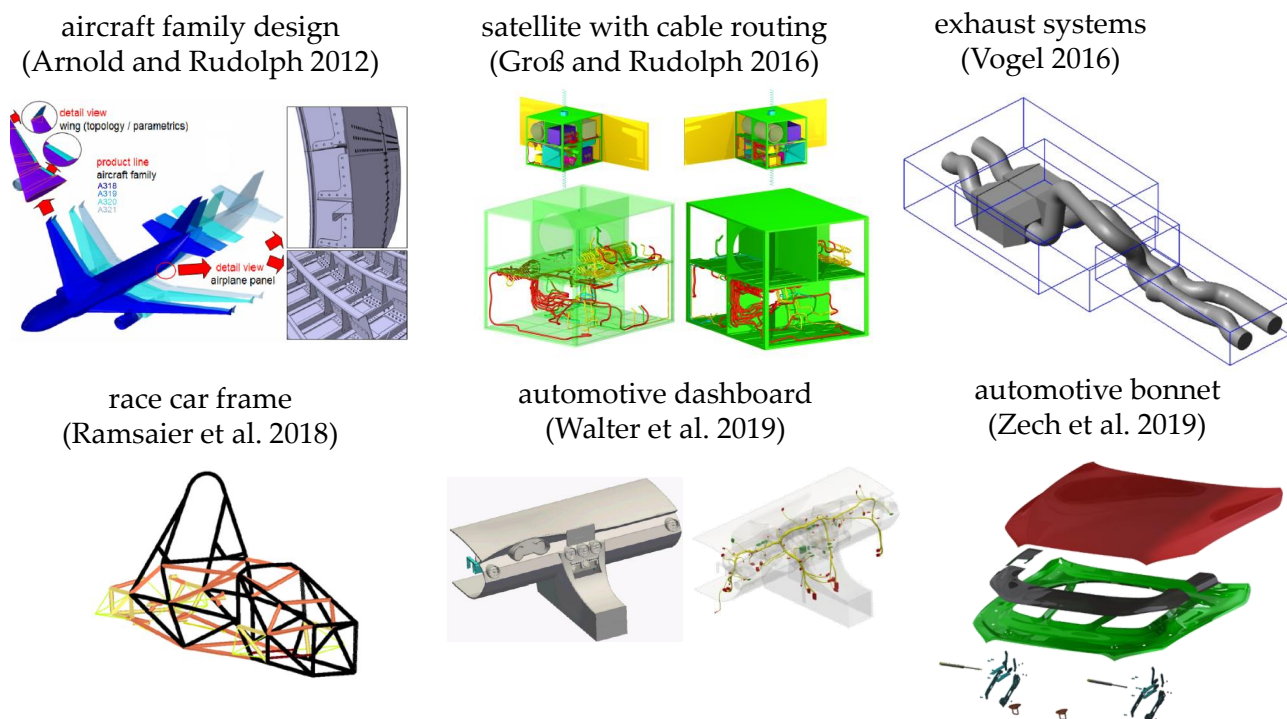 aircraft family design
(Arnold and Rudolph 2012)
satellite with cable routing
(Groß and Rudolph 2016)
exhaust systems
(Vogel 2016)
detail view
wing (topology / parametrics)
product line
aircraft family
A318
A319
A320
A321
detail view
airplane panel
race car frame
(Ramsaier et al. 2018)
automotive dashboard
(Walter et al. 2019)
automotive bonnet
(Zech et al. 2019)